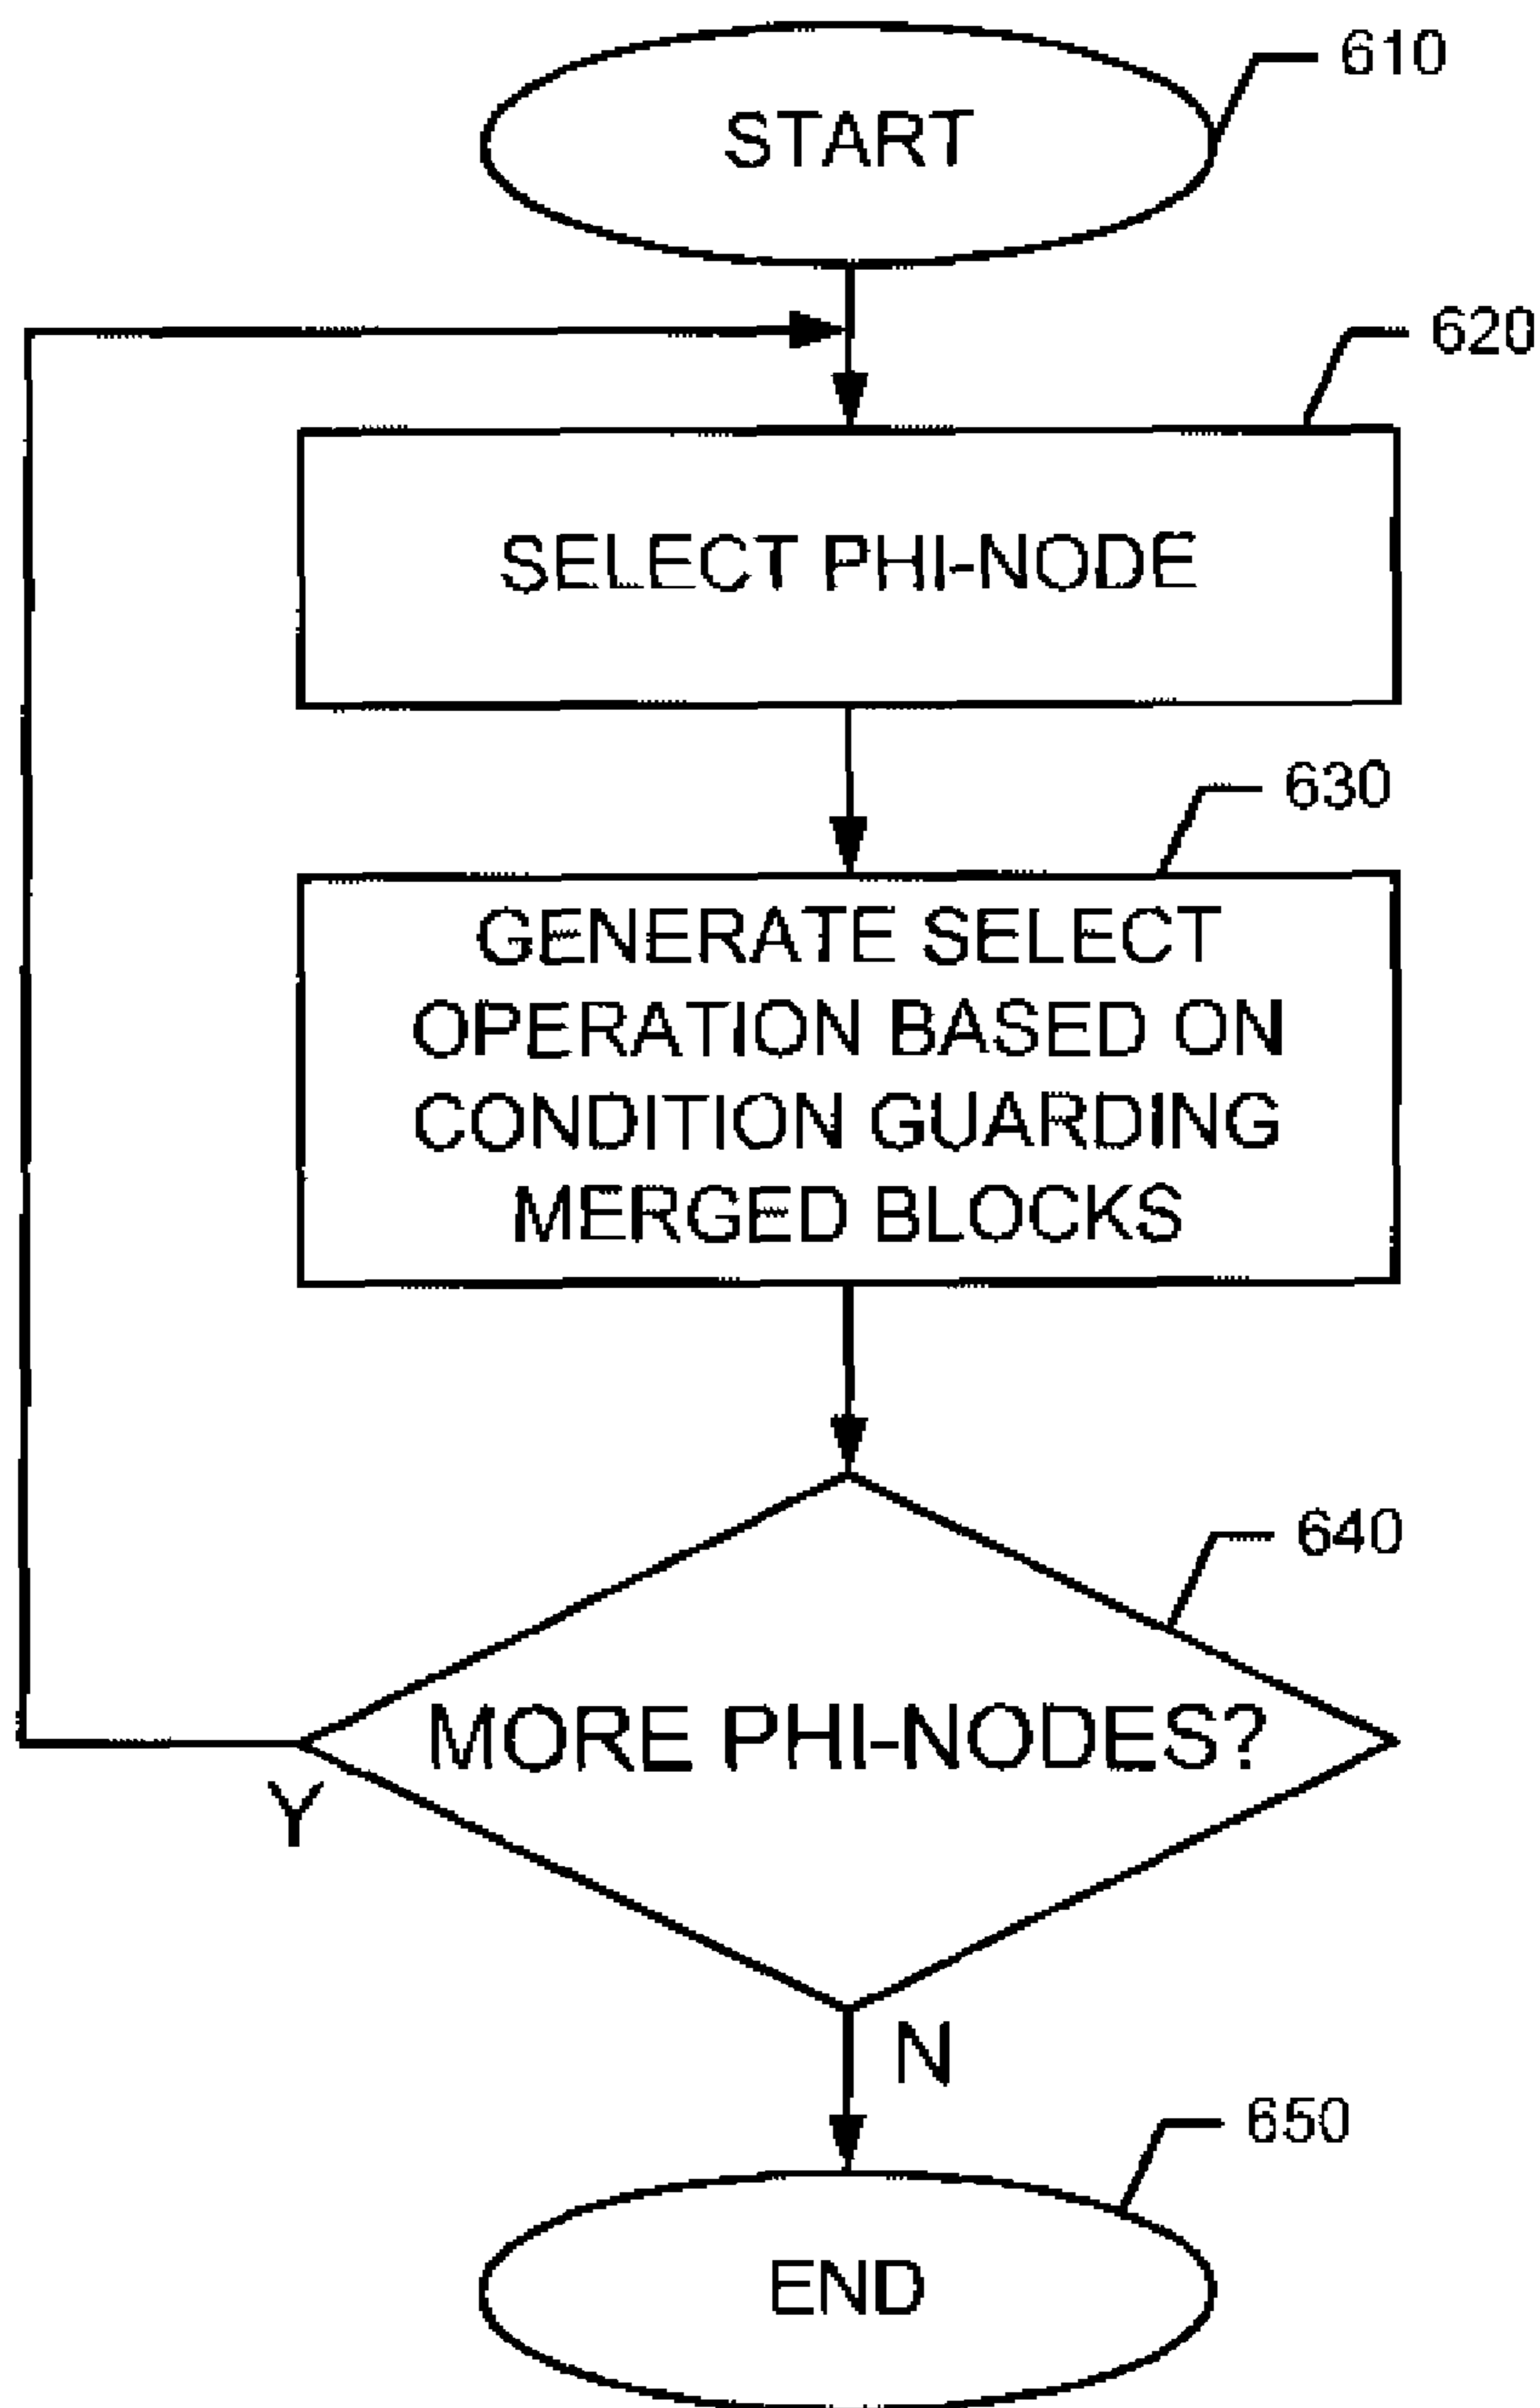 610
START
620
SELECT PHI-NODE
630
GENERATE SELECT
OPERATION BASED ON
CONDITION GUARDING
MERGED BLOCKS
640
MORE PHI-NODES?
Y
N
650
END